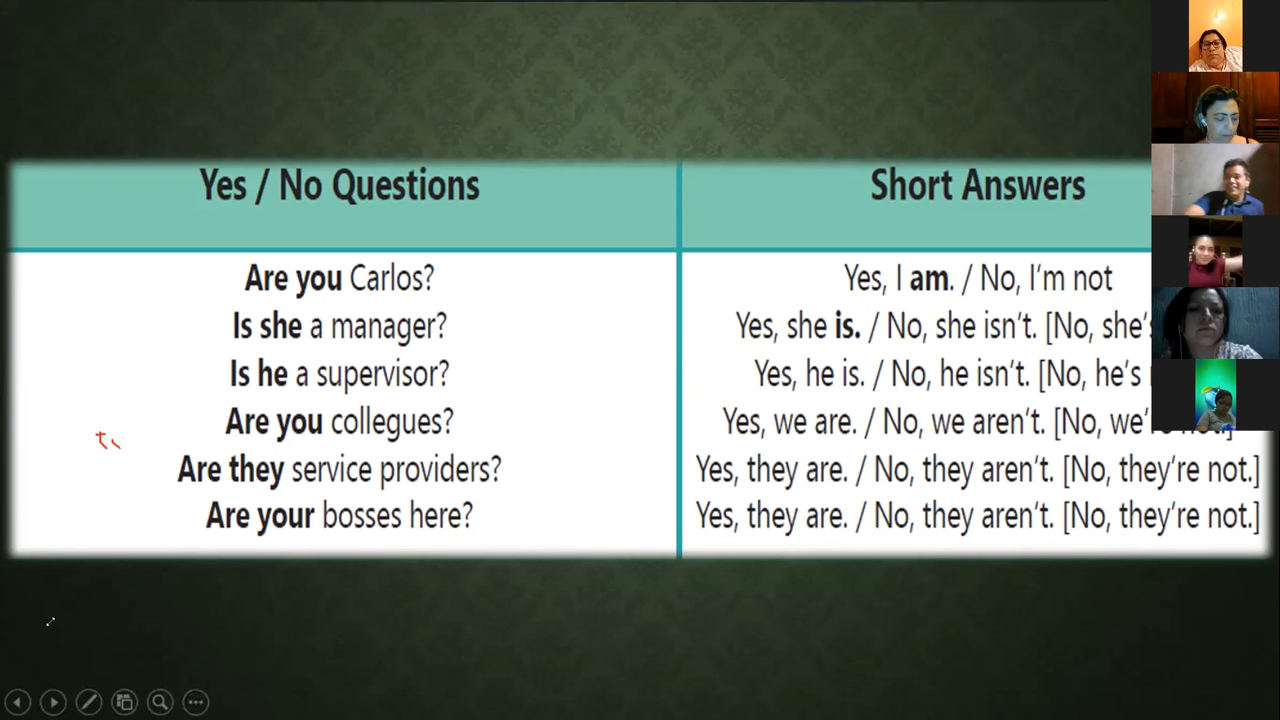 Yes / No Questions Short Answers
Are you Carlos? Yes, I am. / No, I'm not
Is she a manager? Yes, she is. / No, she isn't. [No, she's
Is he a supervisor? Yes, he is. / No, he isn't. [No, he's
Are you collegues? Yes, we are. / No, we aren't. [No, we're not.]
Are they service providers? Yes, they are. / No, they aren't. [No, they're not.]
Are your bosses here? Yes, they are. / No, they aren't. [No, they're not.]